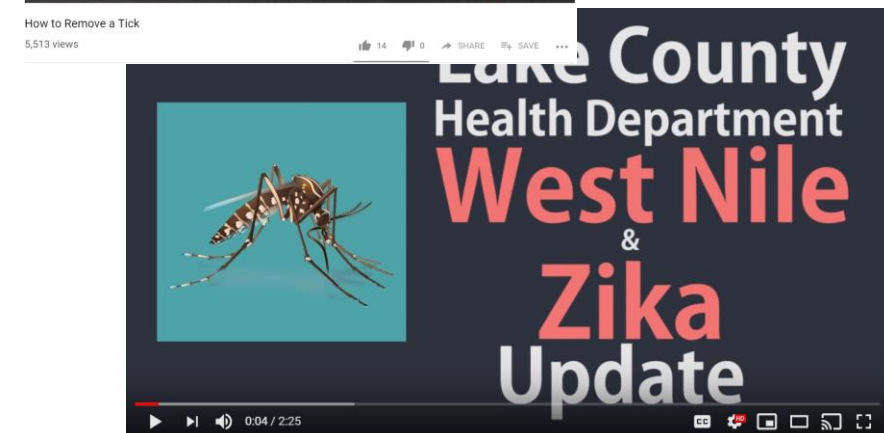 How to Remove a Tick
5,513 views
14 0 SHARE SAVE
Lake County
Health Department
West Nile
&
Zika
Update
0:04 / 2:25
CC HD